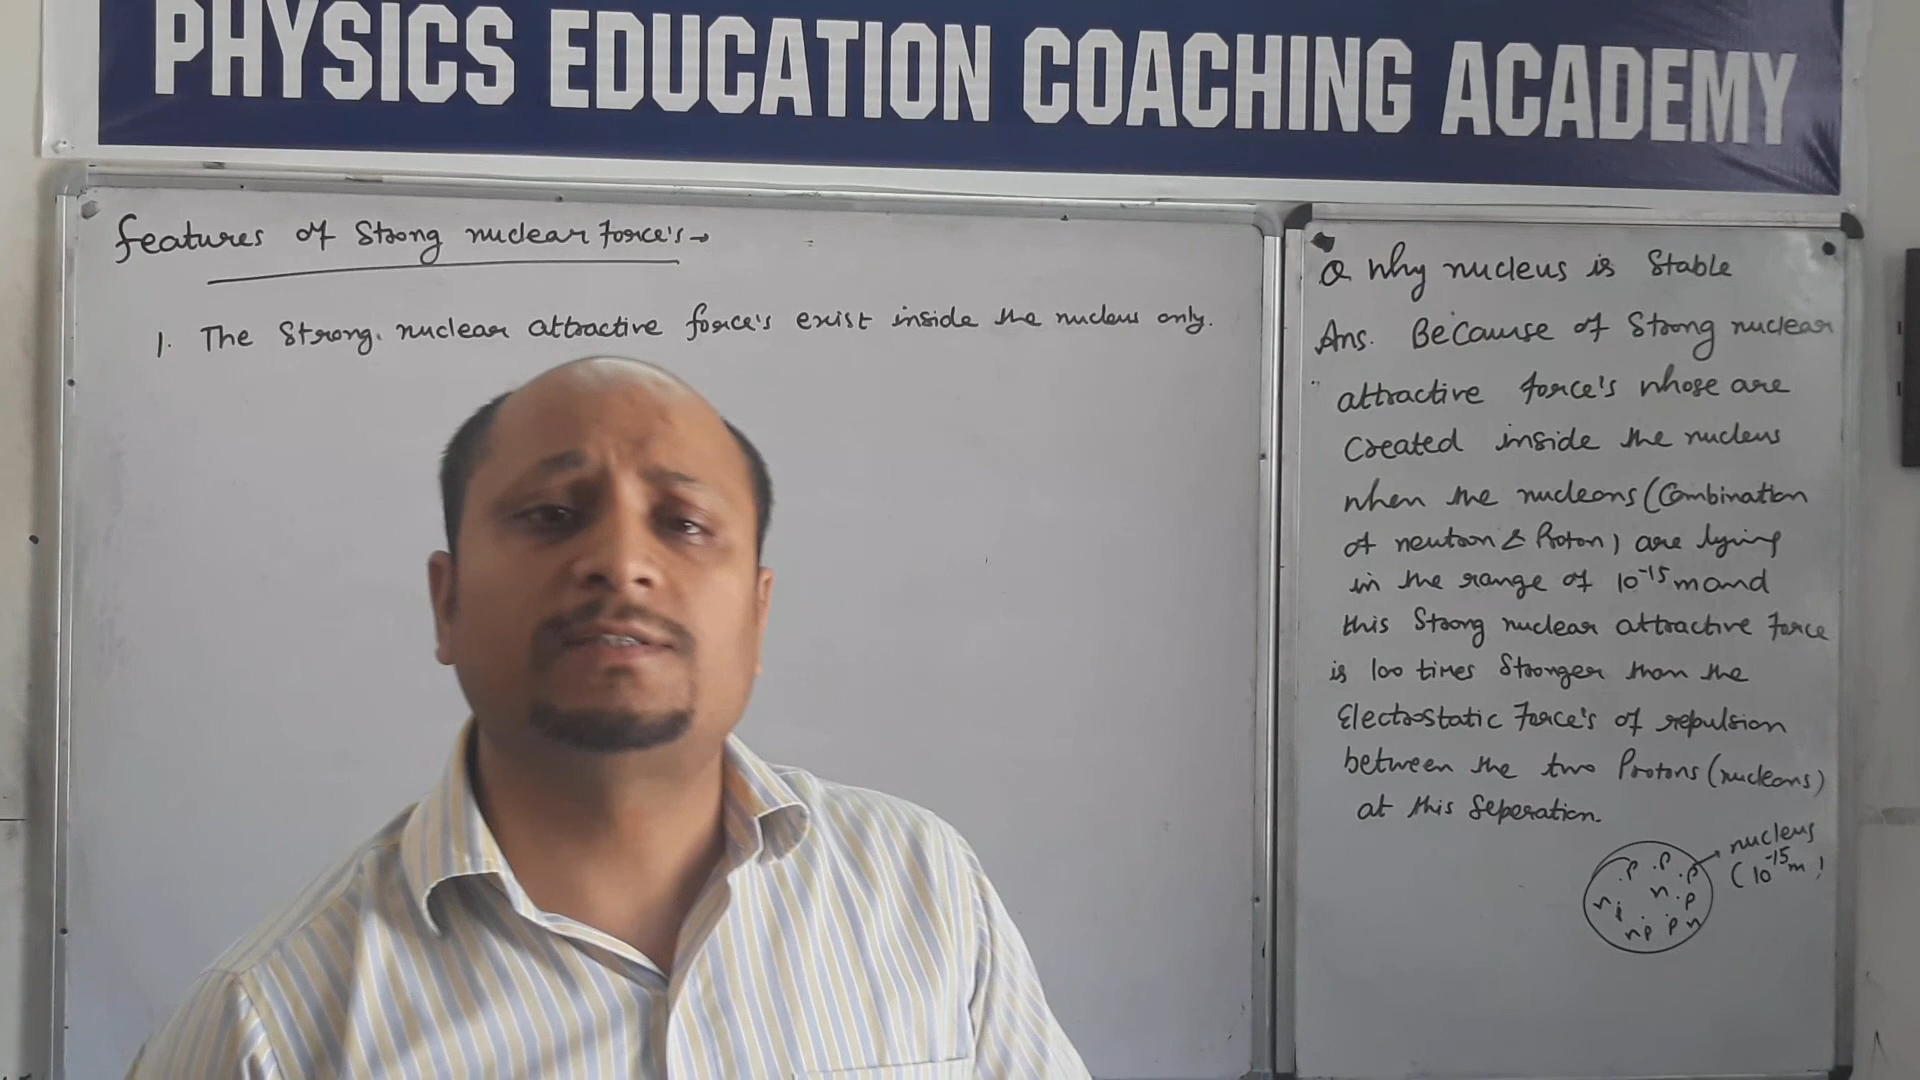 PHYSICS EDUCATION COACHING ACADEMY
Features of Strong nuclear force's →
1. The Strong nuclear attractive force's exist inside the nucleus only.
Q Why nucleus is Stable
Ans. Because of Strong nuclear
attractive force's whose are
Created inside the nucleus
when the nucleons (Combination
of neutron & Proton) are lying
in the range of 10⁻¹⁵ m and
this Strong nuclear attractive force
is 100 times Stronger than the
Electrostatic Force's of repulsion
between the two Protons (nucleons)
at this Seperation.
nucleus
(10⁻¹⁵ m)
P P P
n n P
n P P n